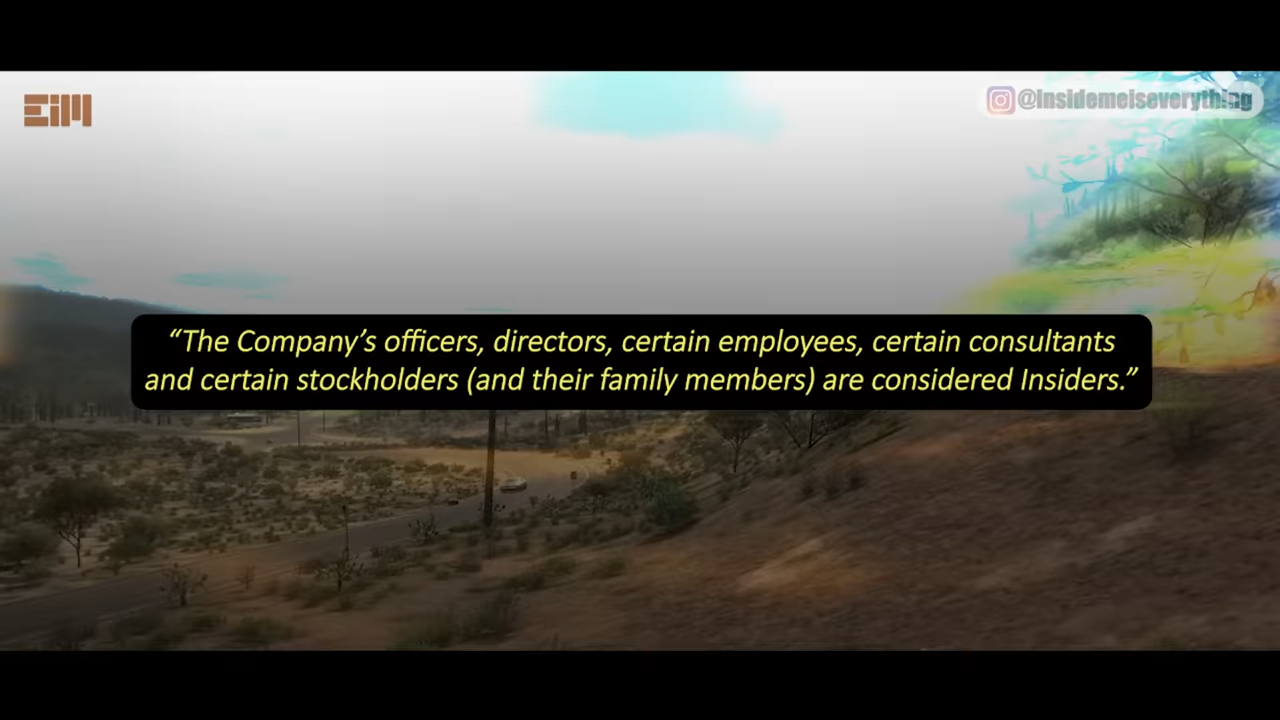 EiM
@Insidemeiseverything
“The Company’s officers, directors, certain employees, certain consultants
and certain stockholders (and their family members) are considered Insiders.”